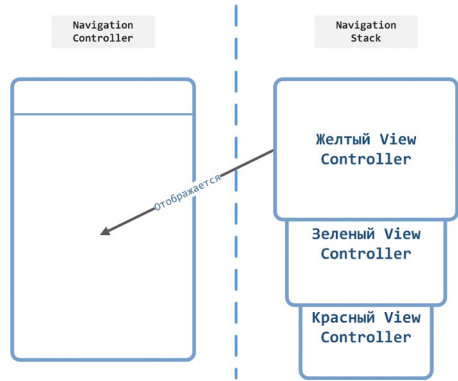 Navigation
Controller
Navigation
Stack
Желтый View
Controller
Отображается
Зеленый View
Controller
Красный View
Controller